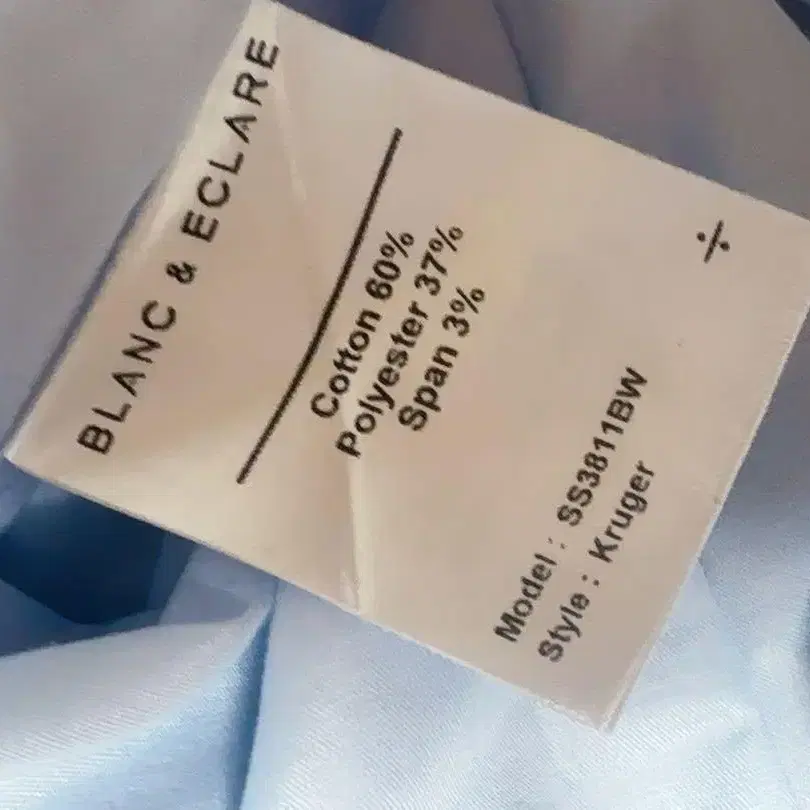 BLANC & ECLARE
Cotton 60%
Polyester 37%
Span 3%
Model : SS3811BW
Style : Kruger
÷